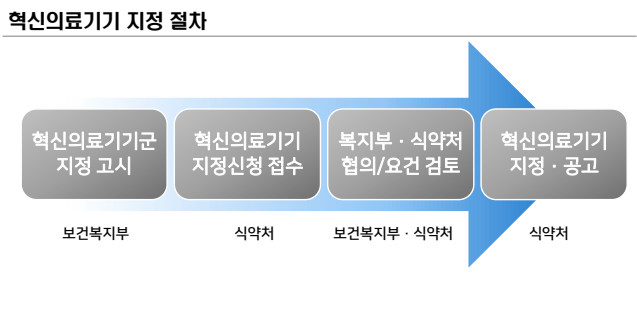 혁신의료기기 지정 절차
혁신의료기기군
지정 고시
혁신의료기기
지정신청 접수
복지부 · 식약처
협의/요건 검토
혁신의료기기
지정 · 공고
보건복지부
식약처
보건복지부 · 식약처
식약처